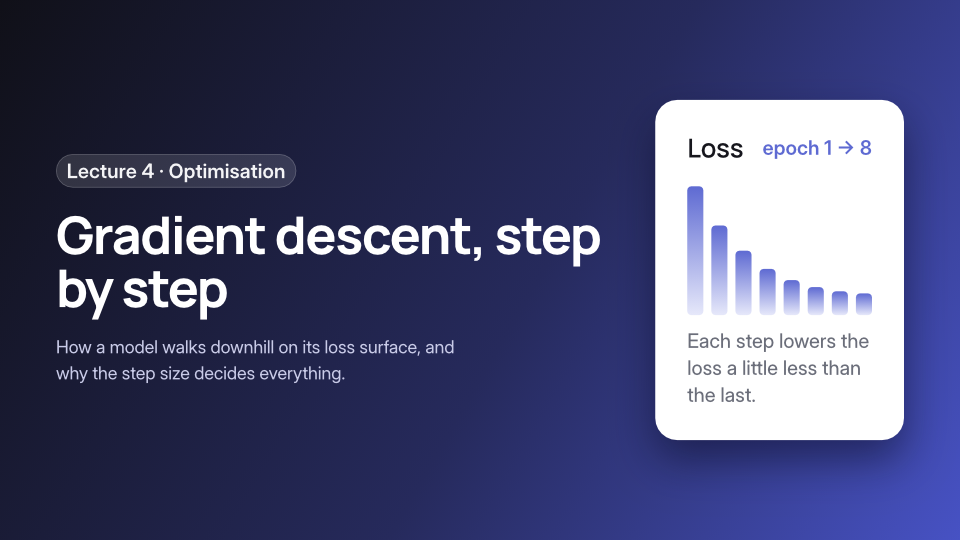 Lecture 4 · Optimisation
Gradient descent, step
by step
How a model walks downhill on its loss surface, and
why the step size decides everything.
Loss epoch 1 → 8
Each step lowers the
loss a little less than
the last.